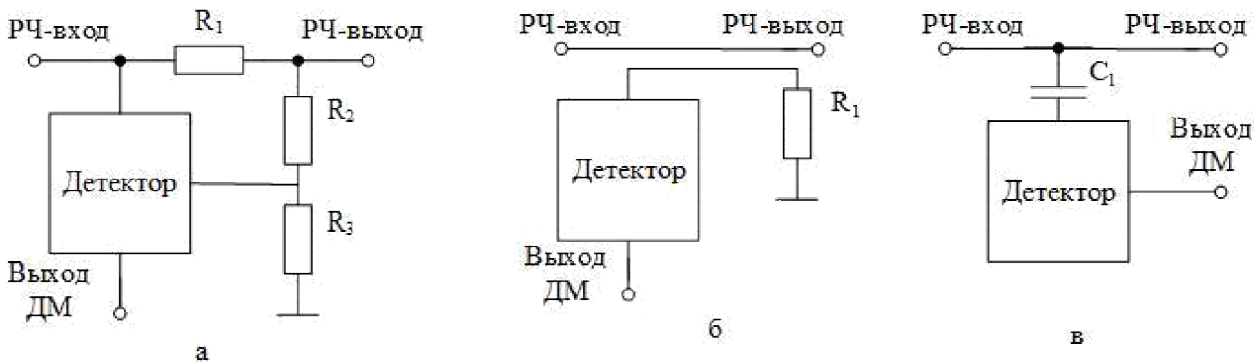 РЧ-вход
R₁
РЧ-выход
R₂
Детектор
R₃
Выход
ДМ
а
РЧ-вход
РЧ-выход
R₁
Детектор
Выход
ДМ
б
РЧ-вход
РЧ-выход
C₁
Выход
ДМ
Детектор
в